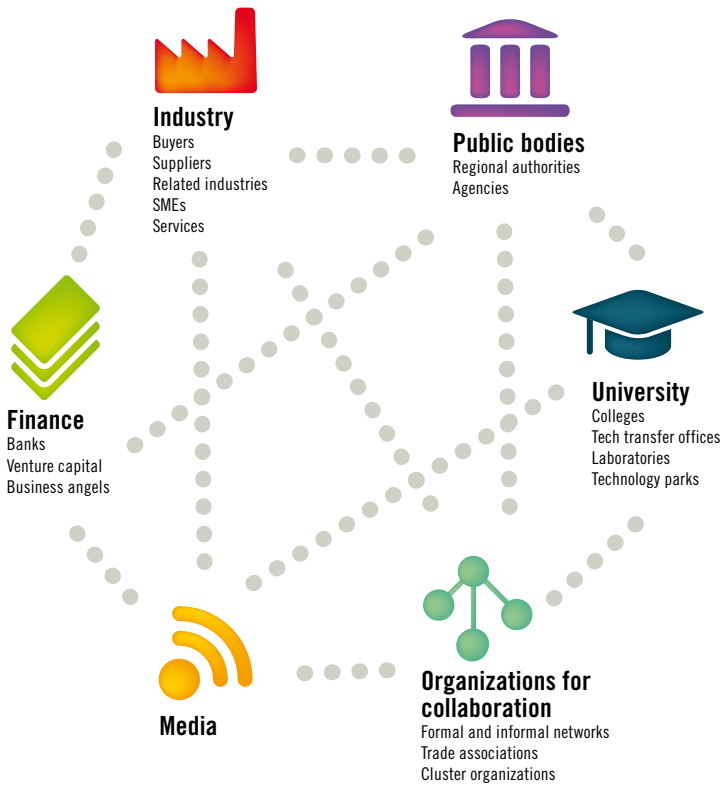 Industry
Buyers
Suppliers
Related industries
SMEs
Services
Public bodies
Regional authorities
Agencies
Finance
Banks
Venture capital
Business angels
University
Colleges
Tech transfer offices
Laboratories
Technology parks
Media
Organizations for
collaboration
Formal and informal networks
Trade associations
Cluster organizations